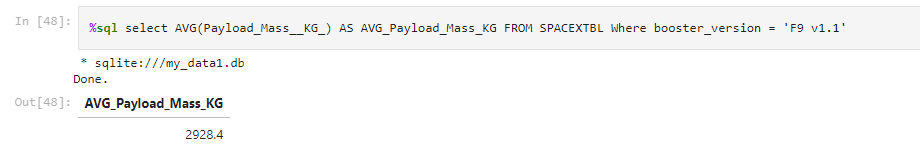 In [48]: %sql select AVG(Payload_Mass__KG_) AS AVG_Payload_Mass_KG FROM SPACEXTBL Where booster_version = 'F9 v1.1'
* sqlite:///my_data1.db
Done.
Out[48]: AVG_Payload_Mass_KG
2928.4